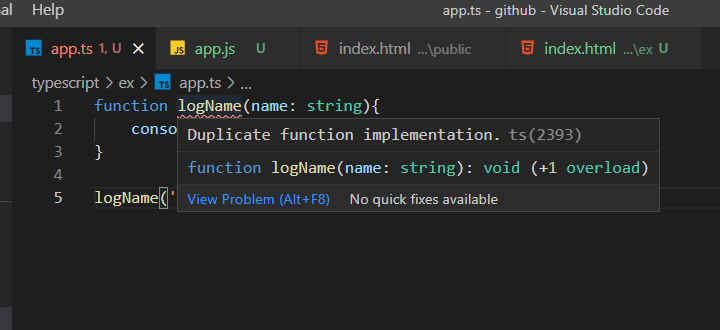 al Help app.ts - github - Visual Studio Code
TS app.ts 1, U JS app.js U index.html ...\public index.html ...\ex U
typescript > ex > TS app.ts > ...
1 function logName(name: string){
2 conso
3 }
4
5 logName('
Duplicate function implementation. ts(2393)
function logName(name: string): void (+1 overload)
View Problem (Alt+F8) No quick fixes available